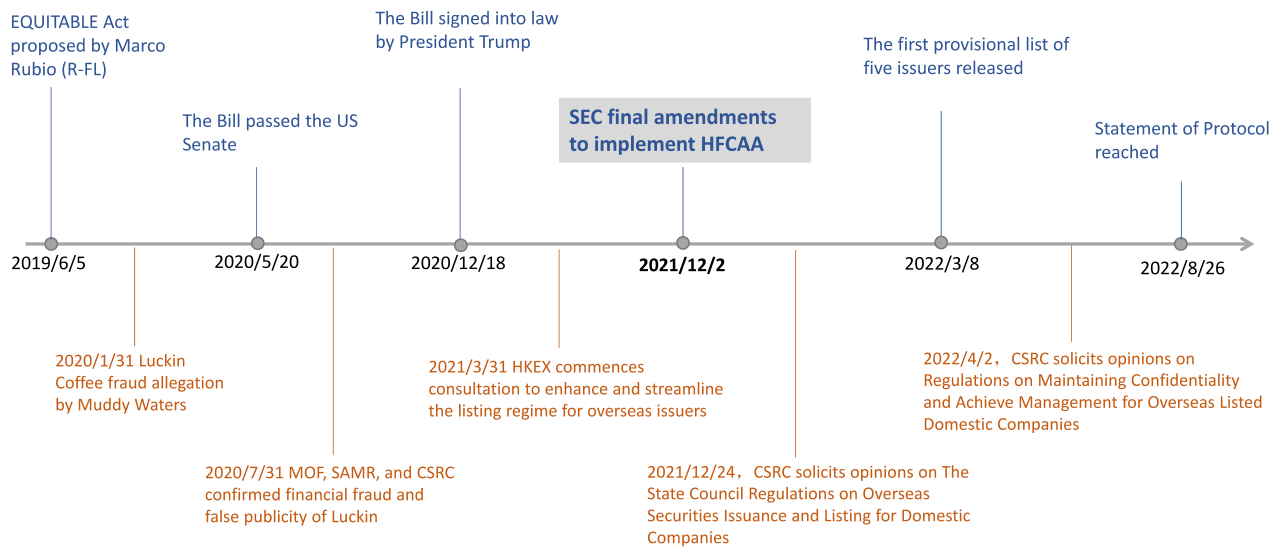 EQUITABLE Act
proposed by Marco
Rubio (R-FL)
The Bill passed the US
Senate
The Bill signed into law
by President Trump
SEC final amendments
to implement HFCAA
The first provisional list of
five issuers released
Statement of Protocol
reached
2019/6/5
2020/5/20
2020/12/18
2021/12/2
2022/3/8
2022/8/26
2020/1/31 Luckin
Coffee fraud allegation
by Muddy Waters
2020/7/31 MOF, SAMR, and CSRC
confirmed financial fraud and
false publicity of Luckin
2021/3/31 HKEX commences
consultation to enhance and streamline
the listing regime for overseas issuers
2021/12/24，CSRC solicits opinions on The
State Council Regulations on Overseas
Securities Issuance and Listing for Domestic
Companies
2022/4/2，CSRC solicits opinions on
Regulations on Maintaining Confidentiality
and Achieve Management for Overseas Listed
Domestic Companies